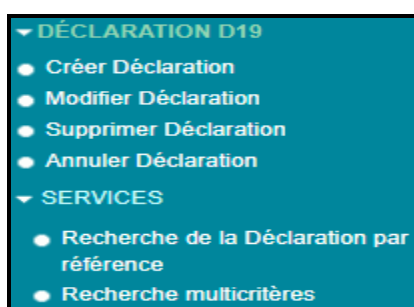 DÉCLARATION D19
Créer Déclaration
Modifier Déclaration
Supprimer Déclaration
Annuler Déclaration
SERVICES
Recherche de la Déclaration par
référence
Recherche multicritères